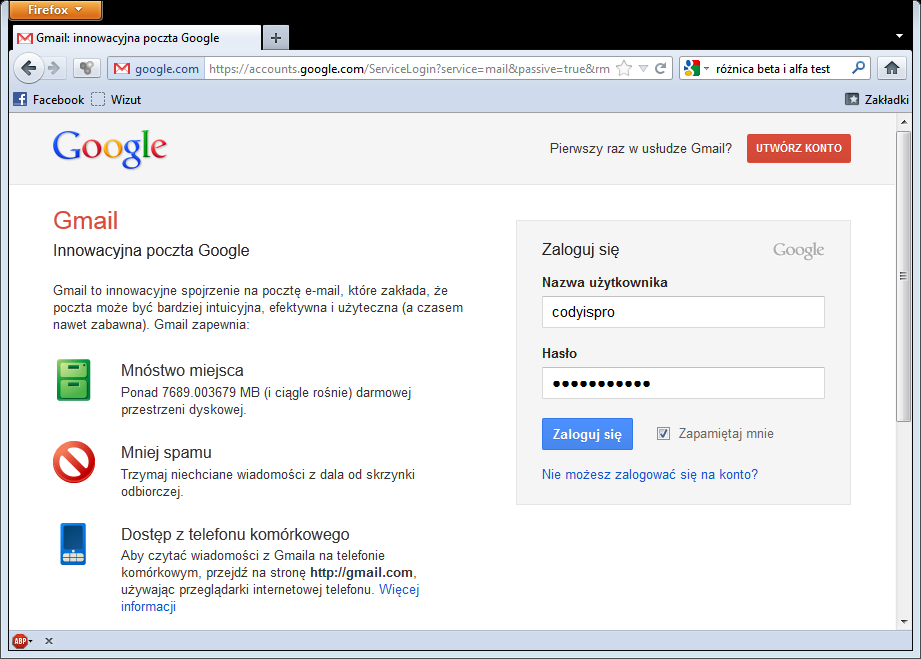 Firefox
Gmail: innowacyjna poczta Google
google.com https://accounts.google.com/ServiceLogin?service=mail&passive=true&rm
różnica beta i alfa test
Facebook
Wizut
Zakładki
Google
Pierwszy raz w usłudze Gmail?
UTWÓRZ KONTO
Gmail
Innowacyjna poczta Google
Gmail to innowacyjne spojrzenie na pocztę e-mail, które zakłada, że
poczta może być bardziej intuicyjna, efektywna i użyteczna (a czasem
nawet zabawna). Gmail zapewnia:
Mnóstwo miejsca
Ponad 7689.003679 MB (i ciągle rośnie) darmowej
przestrzeni dyskowej.
Mniej spamu
Trzymaj niechciane wiadomości z dala od skrzynki
odbiorczej.
Dostęp z telefonu komórkowego
Aby czytać wiadomości z Gmaila na telefonie
komórkowym, przejdź na stronę http://gmail.com,
używając przeglądarki internetowej telefonu. Więcej
informacji
Zaloguj się
Google
Nazwa użytkownika
codyispro
Hasło
●●●●●●●●●●●
Zaloguj się
Zapamiętaj mnie
Nie możesz zalogować się na konto?
ABP